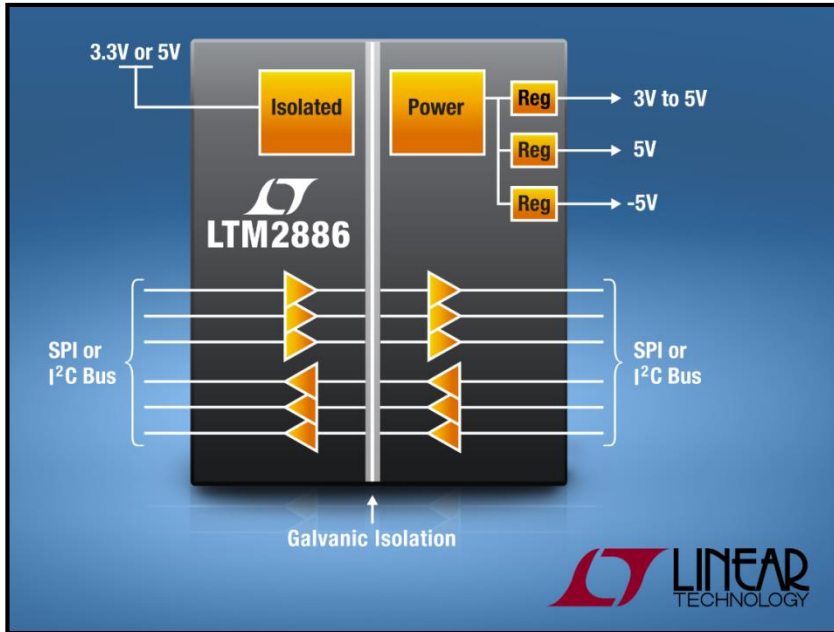 3.3V or 5V
Isolated
Power
Reg
3V to 5V
Reg
5V
Reg
-5V
LTM2886
SPI or
I²C Bus
SPI or
I²C Bus
Galvanic Isolation
LINEAR
TECHNOLOGY